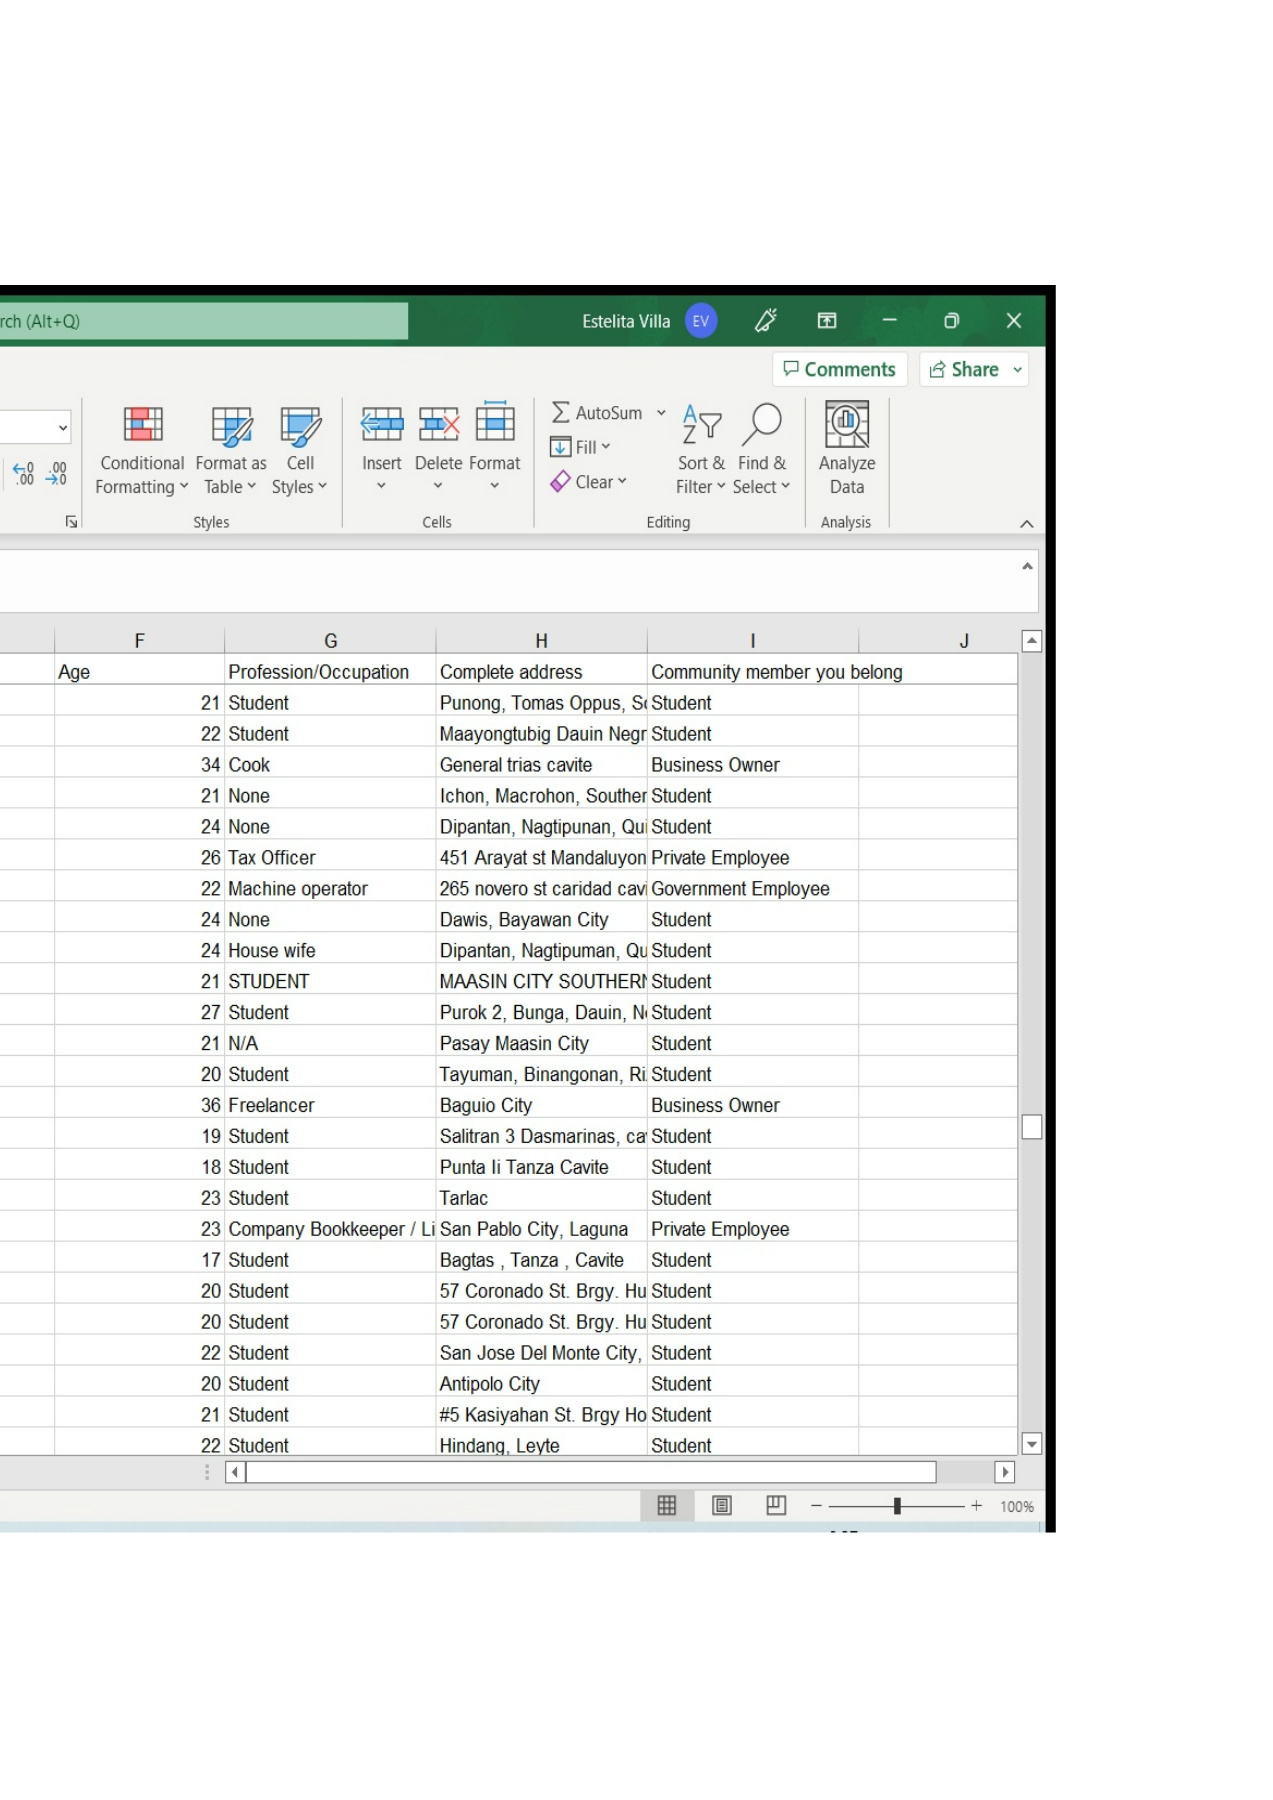 rch (Alt+Q) Estelita Villa EV
Comments Share
Conditional Formatting Format as Table Cell Styles Insert Delete Format AutoSum Fill Clear Sort & Filter Find & Select Analyze Data
Styles Cells Editing Analysis
F G H I J
Age Profession/Occupation Complete address Community member you belong
21 Student Punong, Tomas Oppus, So Student
22 Student Maayongtubig Dauin Negr Student
34 Cook General trias cavite Business Owner
21 None Ichon, Macrohon, Souther Student
24 None Dipantan, Nagtipunan, Qui Student
26 Tax Officer 451 Arayat st Mandaluyon Private Employee
22 Machine operator 265 novero st caridad cavi Government Employee
24 None Dawis, Bayawan City Student
24 House wife Dipantan, Nagtipuman, Qu Student
21 STUDENT MAASIN CITY SOUTHERN Student
27 Student Purok 2, Bunga, Dauin, Ne Student
21 N/A Pasay Maasin City Student
20 Student Tayuman, Binangonan, Ri Student
36 Freelancer Baguio City Business Owner
19 Student Salitran 3 Dasmarinas, cav Student
18 Student Punta Ii Tanza Cavite Student
23 Student Tarlac Student
23 Company Bookkeeper / Li San Pablo City, Laguna Private Employee
17 Student Bagtas , Tanza , Cavite Student
20 Student 57 Coronado St. Brgy. Hu Student
20 Student 57 Coronado St. Brgy. Hu Student
22 Student San Jose Del Monte City, Student
20 Student Antipolo City Student
21 Student #5 Kasiyahan St. Brgy Ho Student
22 Student Hindang, Leyte Student
100%